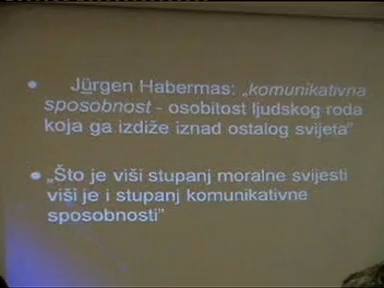 • Jürgen Habermas: „komunikativna
sposobnost - osobitost ljudskog roda
koja ga izdiže iznad ostalog svijeta”
• „Što je viši stupanj moralne svijesti
viši je i stupanj komunikativne
sposobnosti”